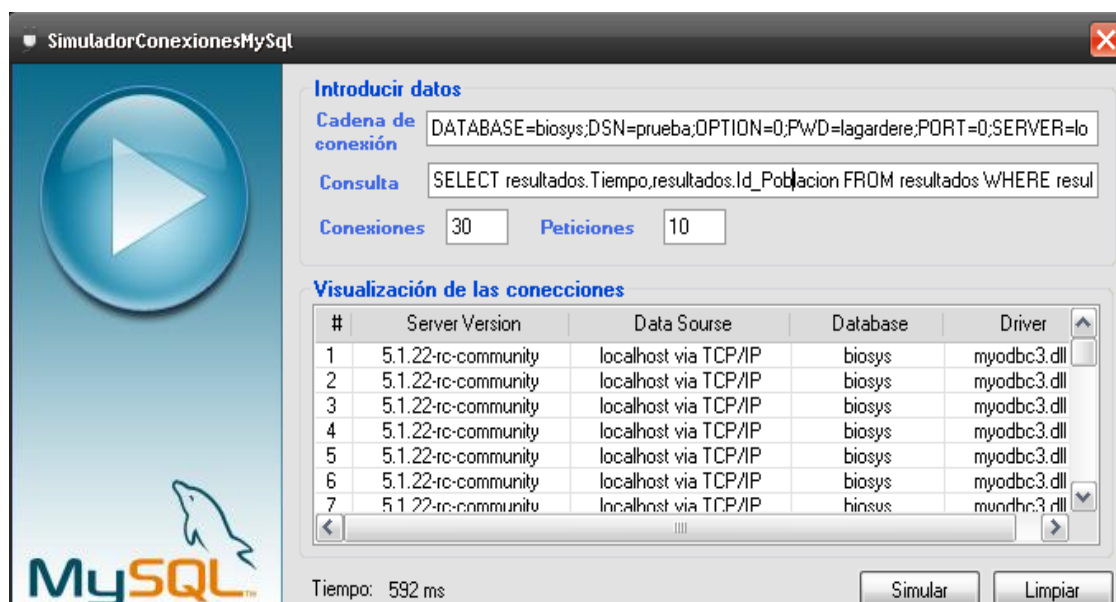 SimuladorConexionesMySql
Introducir datos
Cadena de conexión DATABASE=biosys;DSN=prueba;OPTION=0;PWD=lagardere;PORT=0;SERVER=lo
Consulta SELECT resultados.Tiempo,resultados.Id_Poblacion FROM resultados WHERE resul
Conexiones 30 Peticiones 10
Visualización de las conecciones
# Server Version Data Sourse Database Driver
1 5.1.22-rc-community localhost via TCP/IP biosys myodbc3.dll
2 5.1.22-rc-community localhost via TCP/IP biosys myodbc3.dll
3 5.1.22-rc-community localhost via TCP/IP biosys myodbc3.dll
4 5.1.22-rc-community localhost via TCP/IP biosys myodbc3.dll
5 5.1.22-rc-community localhost via TCP/IP biosys myodbc3.dll
6 5.1.22-rc-community localhost via TCP/IP biosys myodbc3.dll
7 5.1.22-rc-community localhost via TCP/IP biosys myodbc3.dll
MySQL
Tiempo: 592 ms Simular Limpiar